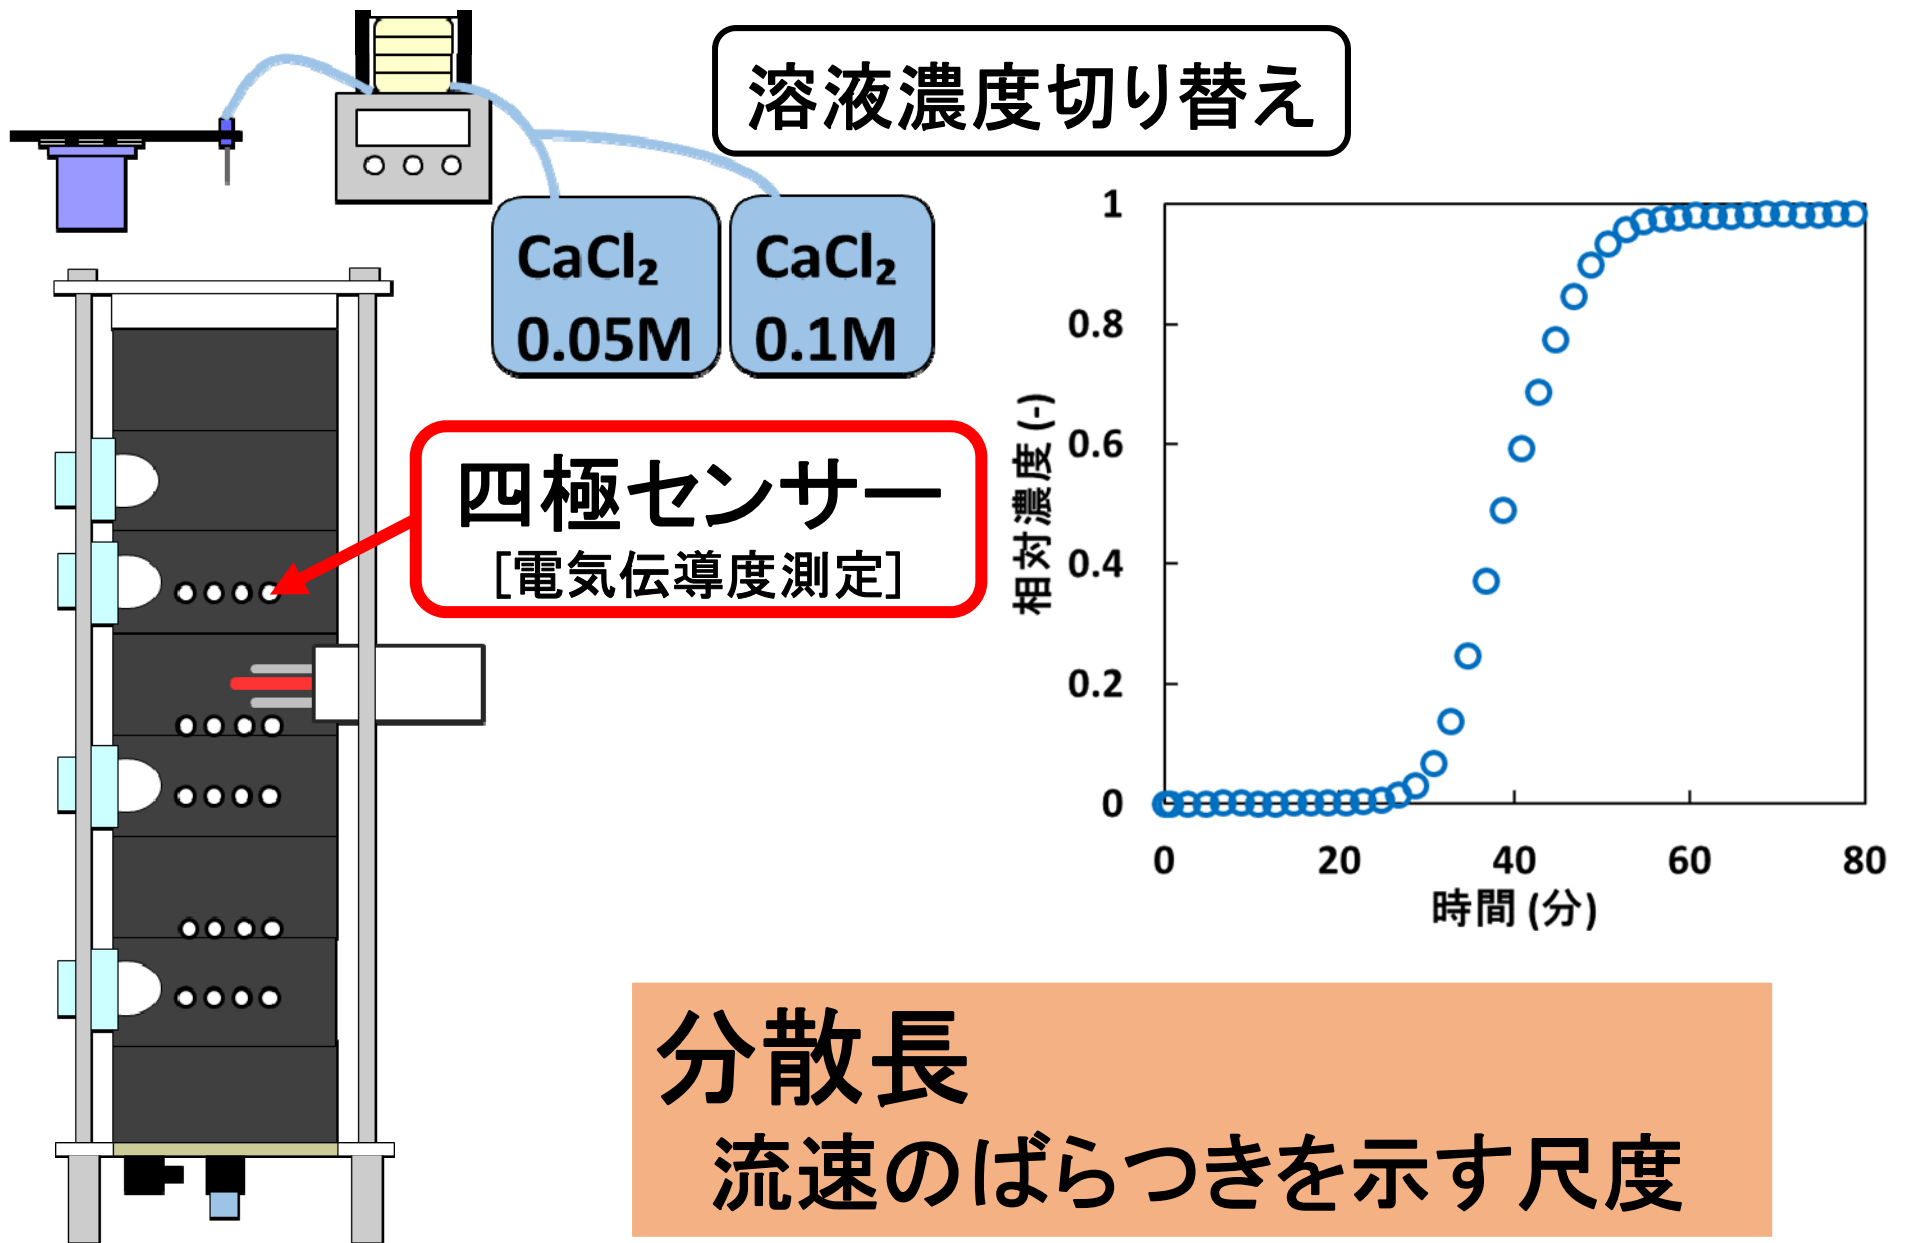 溶液濃度切り替え
CaCl₂
0.05M
CaCl₂
0.1M
四極センサー
[電気伝導度測定]
相対濃度 (-)
1
0.8
0.6
0.4
0.2
0
0 20 40 60 80
時間 (分)
分散長
流速のばらつきを示す尺度